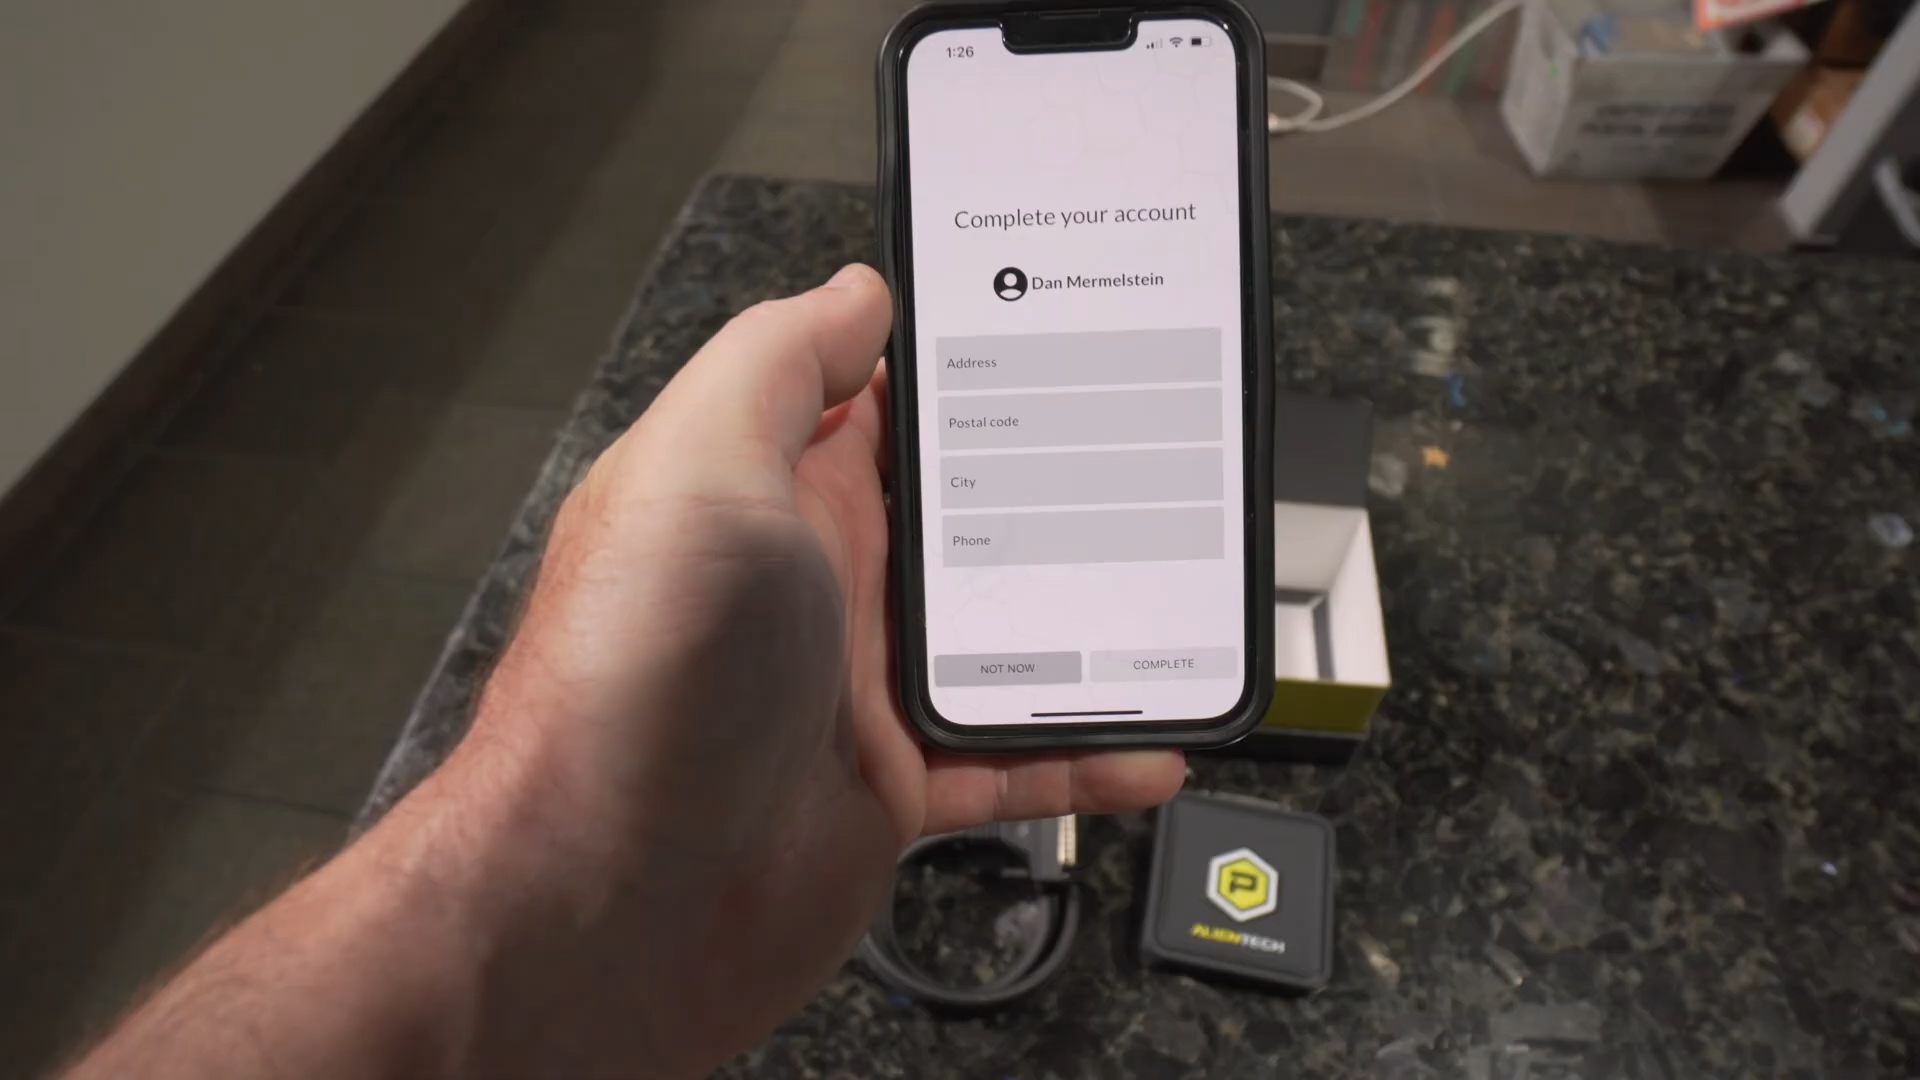 1:26
Complete your account
Dan Mermelstein
Address
Postal code
City
Phone
NOT NOW
COMPLETE
P
ALIENTECH